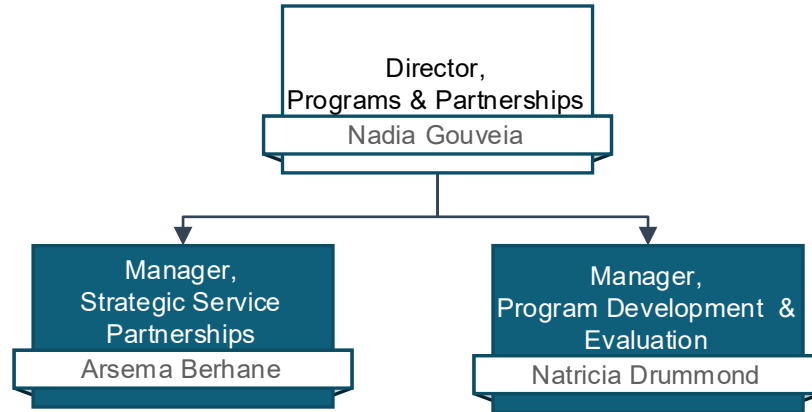 Director,
Programs & Partnerships
Nadia Gouveia
Manager,
Strategic Service
Partnerships
Arsema Berhane
Manager,
Program Development &
Evaluation
Natricia Drummond